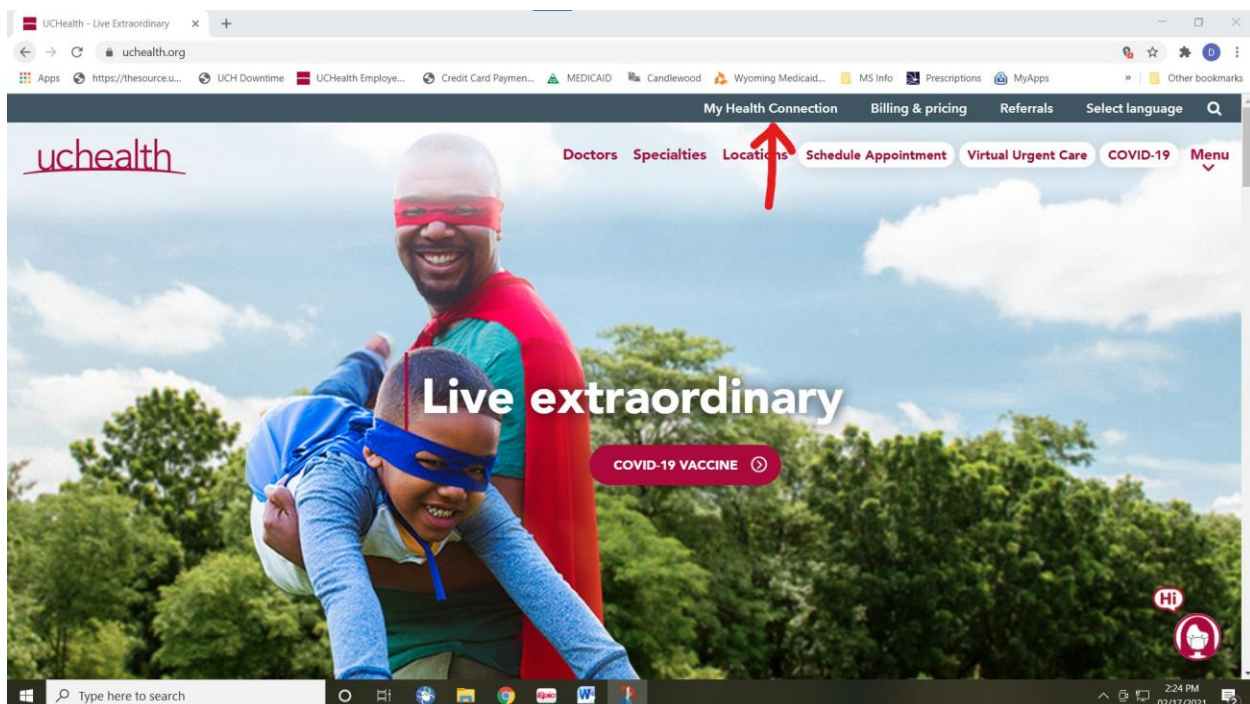 UCHealth - Live Extraordinary
uchealth.org
D
Apps https://thesource.u... UCH Downtime UCHealth Employe... Credit Card Paymen... MEDICAID Candlewood Wyoming Medicaid... MS Info Prescriptions MyApps » Other bookmarks
My Health Connection Billing & pricing Referrals Select language
uchealth Doctors Specialties Locations Schedule Appointment Virtual Urgent Care COVID-19 Menu
Live extraordinary
COVID-19 VACCINE
Hi
Type here to search Epic W 2:24 PM
02/17/2021